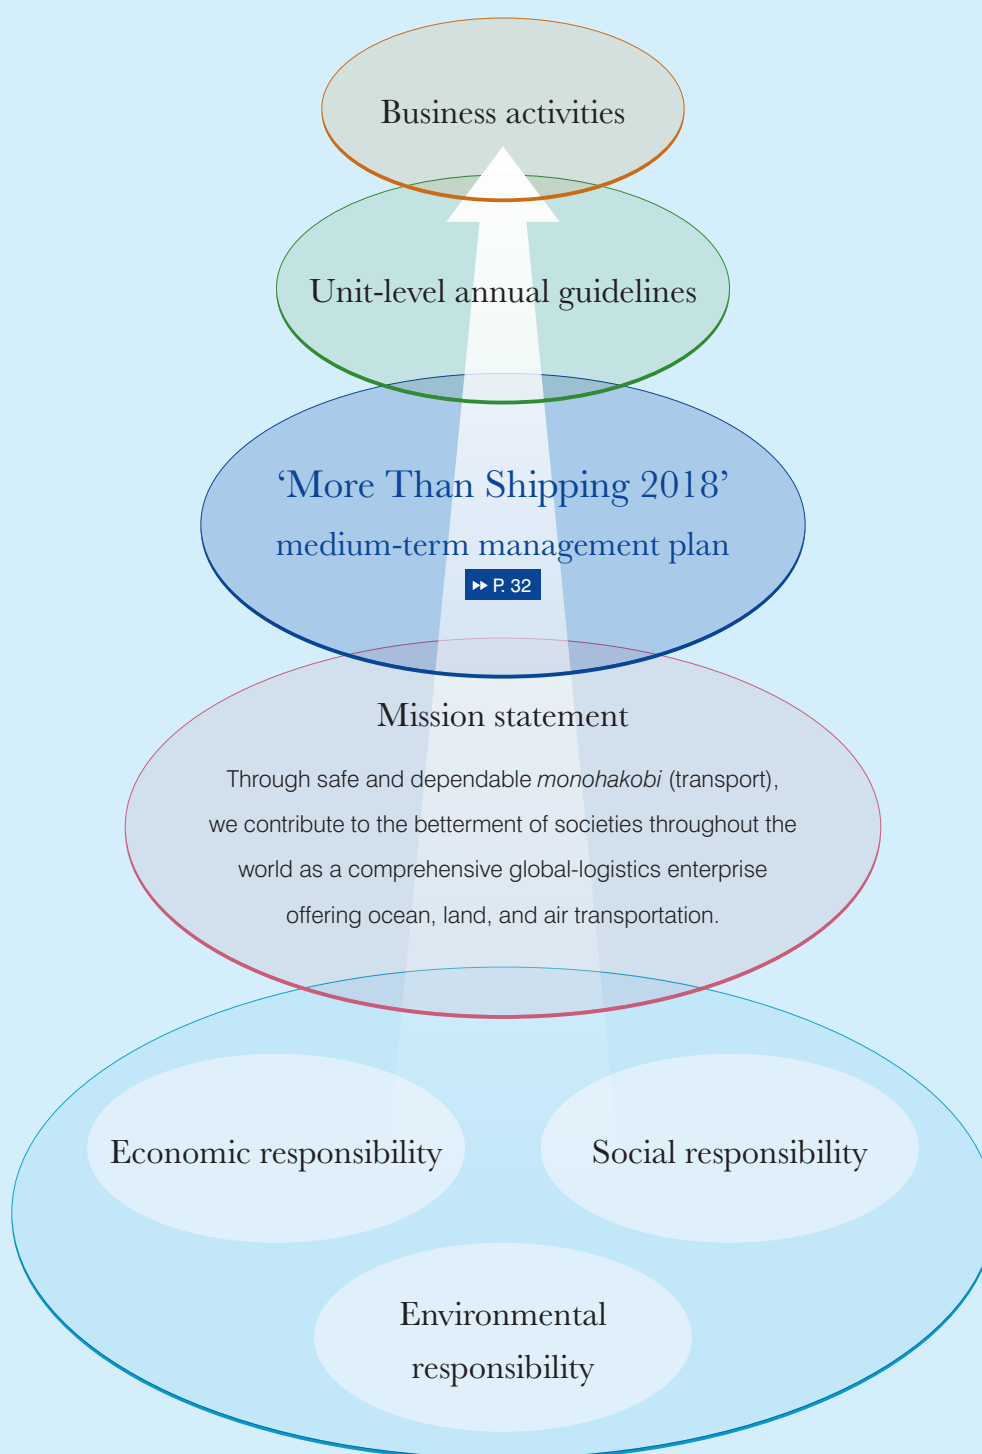 Business activities
Unit-level annual guidelines
‘More Than Shipping 2018’
medium-term management plan
P. 32
Mission statement
Through safe and dependable monohakobi (transport),
we contribute to the betterment of societies throughout the
world as a comprehensive global-logistics enterprise
offering ocean, land, and air transportation.
Economic responsibility
Social responsibility
Environmental
responsibility